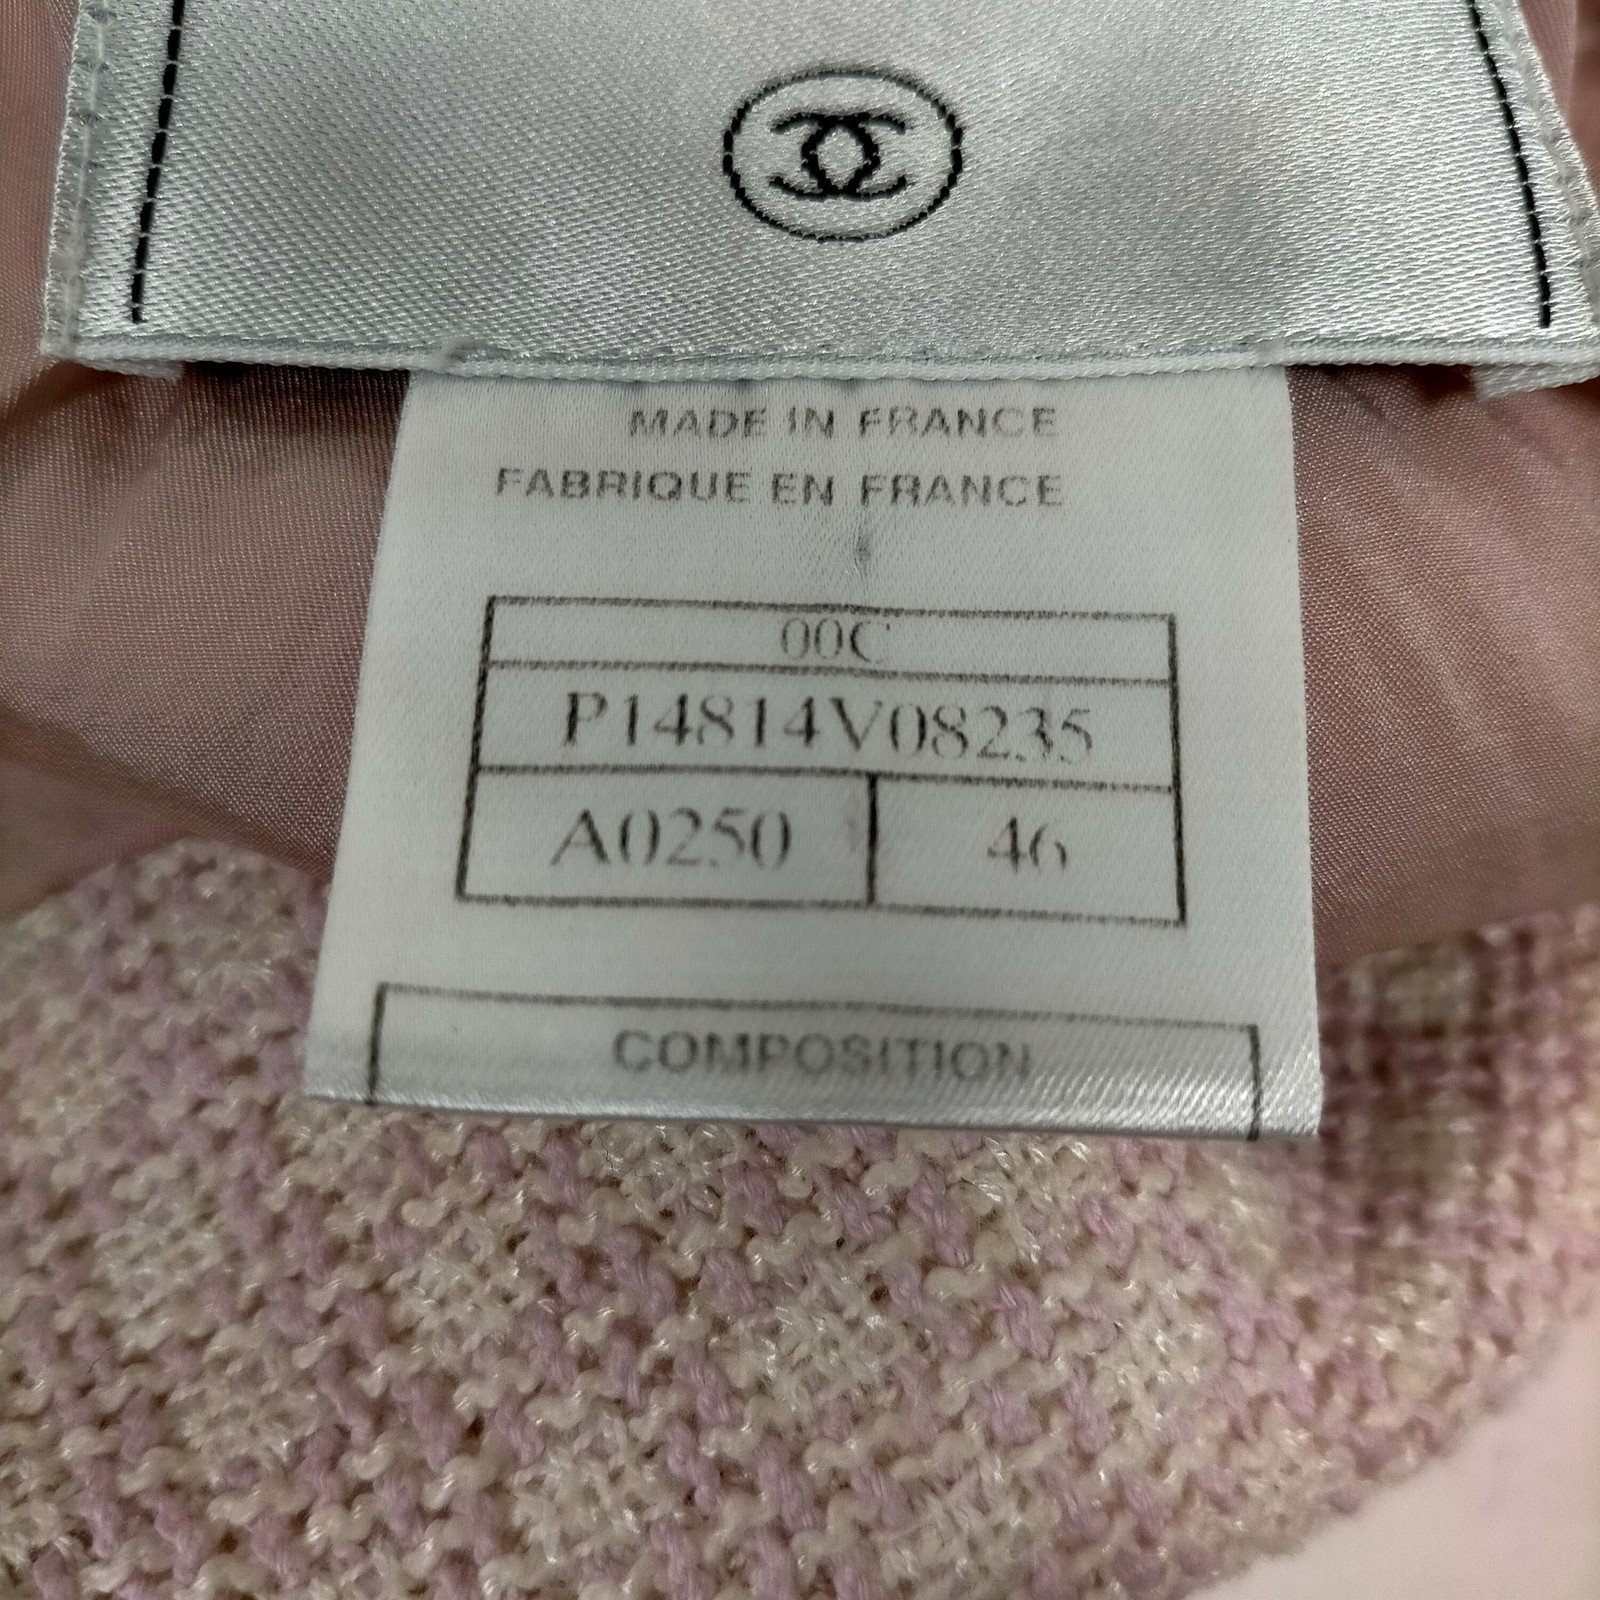 MADE IN FRANCE
FABRIQUE EN FRANCE
00C
P14814V08235
A0250 46
COMPOSITION